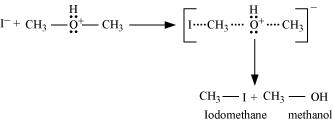 H H
I⁻ + CH₃—Ö⁺—CH₃ ⟶ [I····CH₃···· Ö⁺ ····CH₃]⁻
CH₃—I + CH₃—OH
Iodomethane methanol